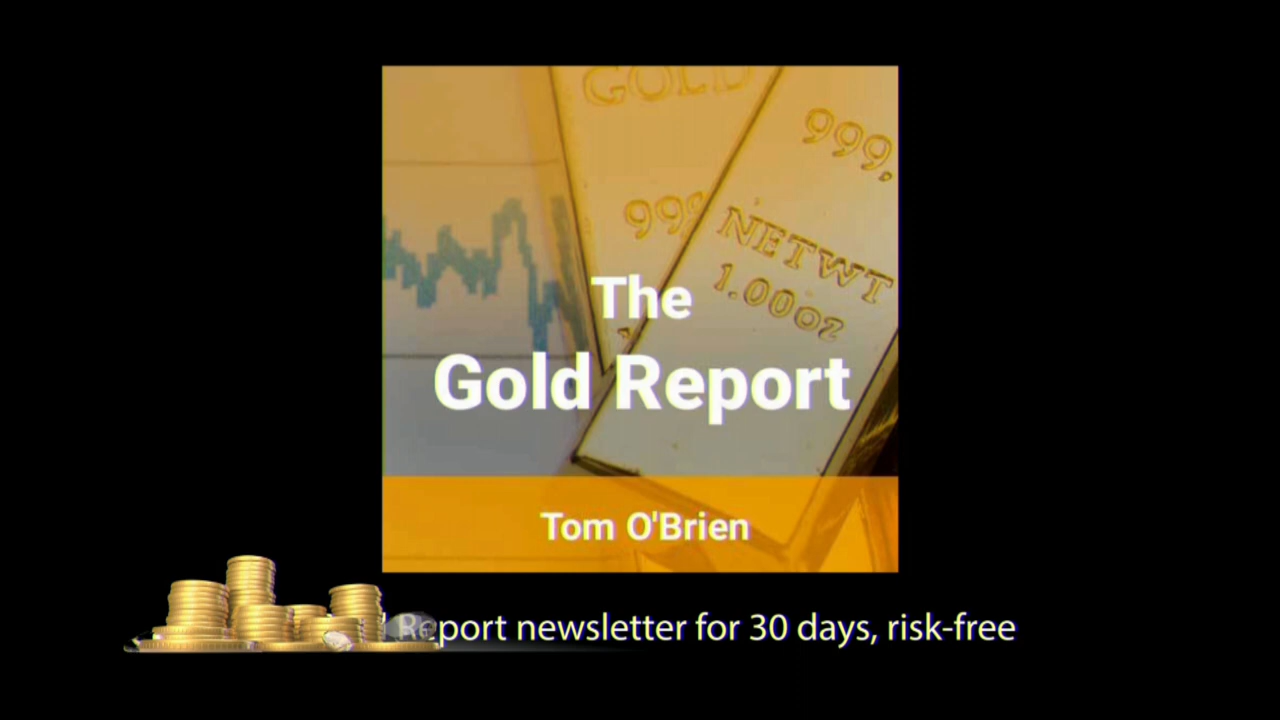 GOLD
999.
999
NETWT
1.00oz
The
Gold Report
Tom O'Brien
Report newsletter for 30 days, risk-free